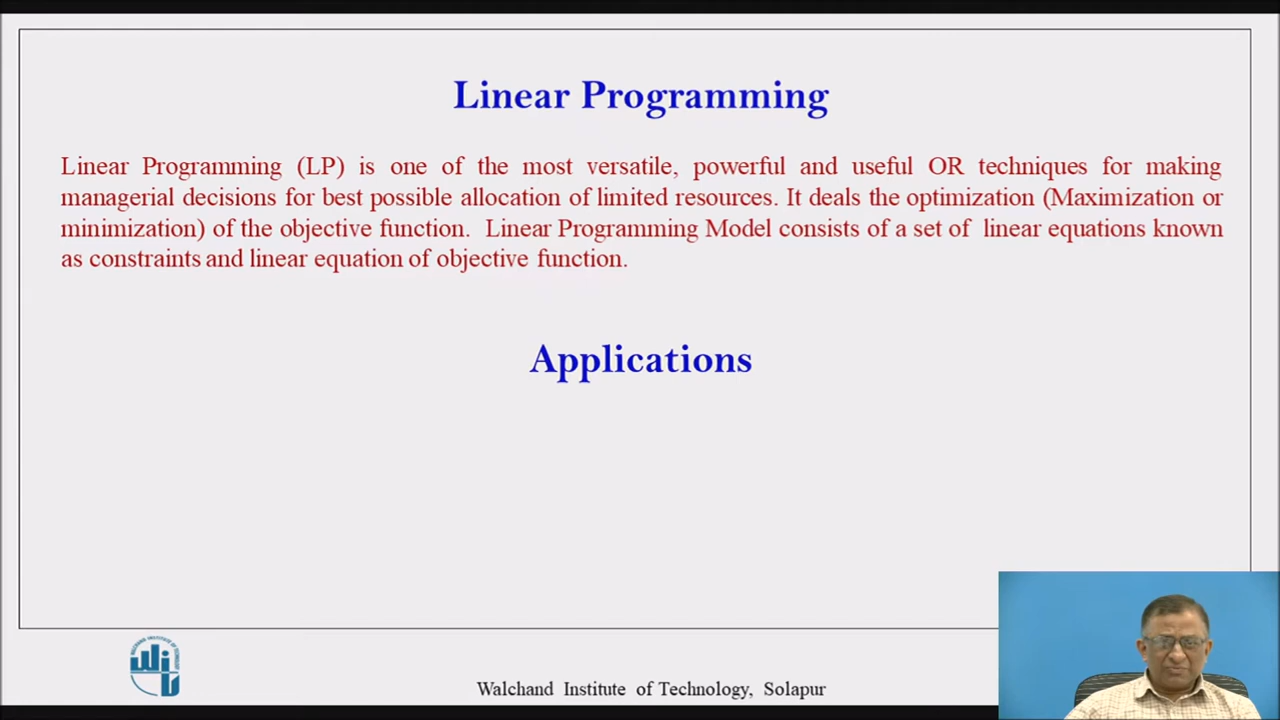 Linear Programming
Linear Programming (LP) is one of the most versatile, powerful and useful OR techniques for making
managerial decisions for best possible allocation of limited resources. It deals the optimization (Maximization or
minimization) of the objective function. Linear Programming Model consists of a set of linear equations known
as constraints and linear equation of objective function.
Applications
Walchand Institute of Technology, Solapur